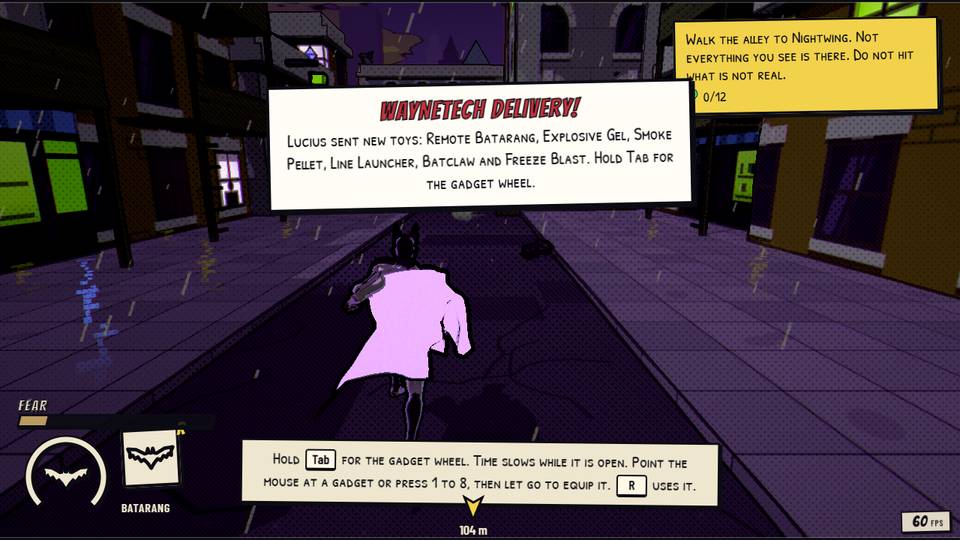 Walk the alley to Nightwing. Not
everything you see is there. Do not hit
what is not real.
0/12
WAYNETECH DELIVERY!
Lucius sent new toys: Remote Batarang, Explosive Gel, Smoke
Pellet, Line Launcher, Batclaw and Freeze Blast. Hold Tab for
the gadget wheel.
FEAR
BATARANG
Hold Tab for the gadget wheel. Time slows while it is open. Point the
mouse at a gadget or press 1 to 8, then let go to equip it. R uses it.
104 m
60 FPS